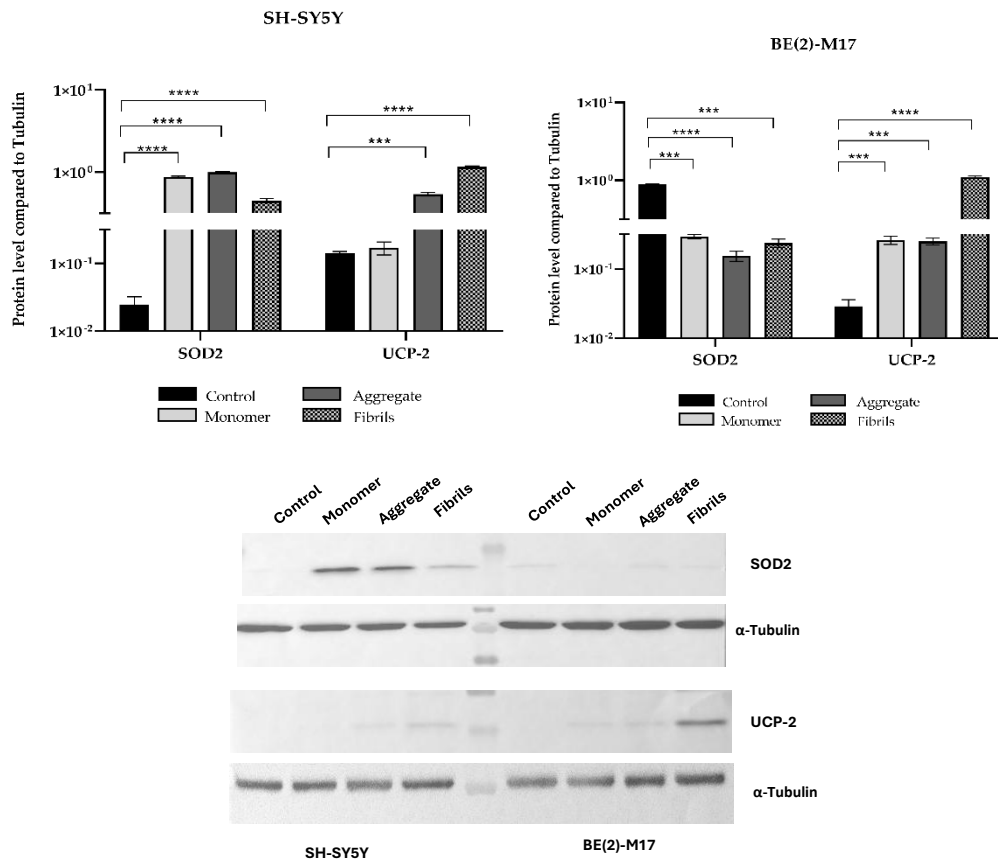 SH-SY5Y
Protein level compared to Tubulin
1×10¹
1×10⁰
1×10⁻¹
1×10⁻²
****
****
****
****
***
SOD2
UCP-2
Control
Aggregate
Monomer
Fibrils
BE(2)-M17
Protein level compared to Tubulin
1×10¹
1×10⁰
1×10⁻¹
1×10⁻²
***
****
***
****
***
***
SOD2
UCP-2
Control
Aggregate
Monomer
Fibrils
Control
Monomer
Aggregate
Fibrils
Control
Monomer
Aggregate
Fibrils
SOD2
α-Tubulin
UCP-2
α-Tubulin
SH-SY5Y
BE(2)-M17